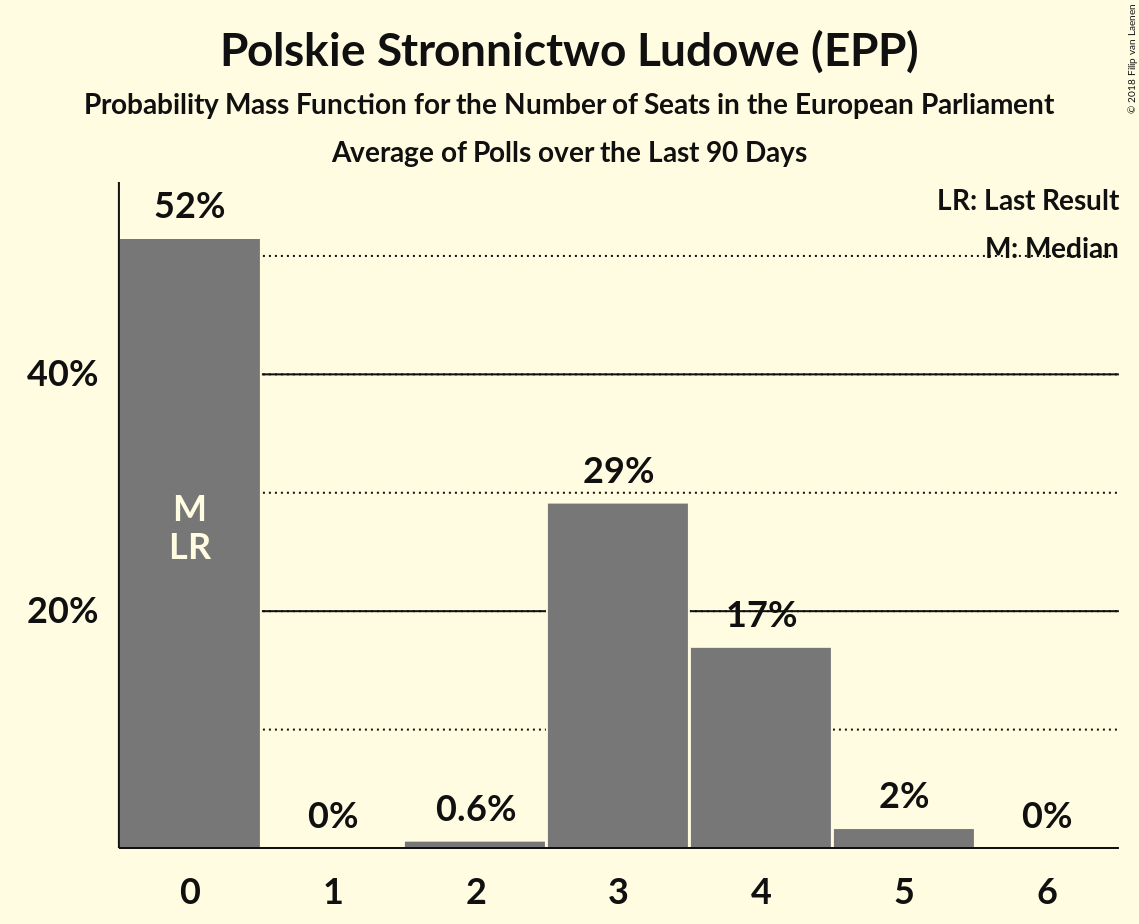 Polskie Stronnictwo Ludowe (EPP)
Probability Mass Function for the Number of Seats in the European Parliament
Average of Polls over the Last 90 Days
© 2018 Filip van Laenen
LR: Last Result
M: Median
52%
40%
29%
M
LR
20%
17%
0%
0.6%
2%
0%
0 1 2 3 4 5 6